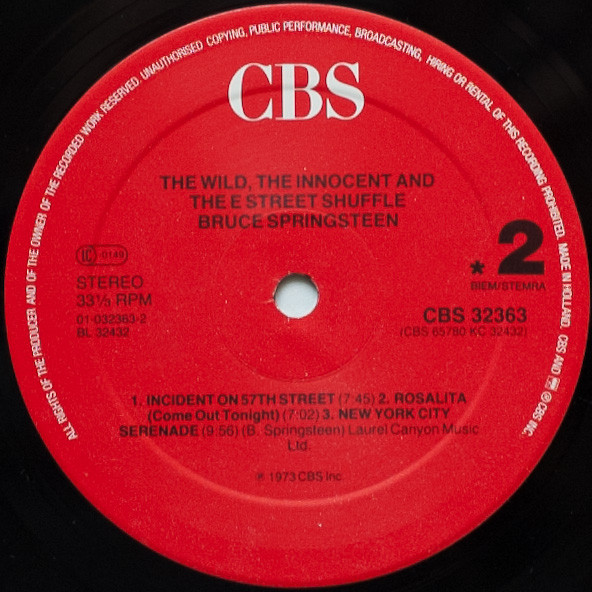 ALL RIGHTS OF THE PRODUCER AND OF THE OWNER OF THE RECORDED WORK RESERVED. UNAUTHORISED COPYING, PUBLIC PERFORMANCE, BROADCASTING, HIRING OR RENTAL OF THIS RECORDING PROHIBITED. MADE IN HOLLAND. CBS AND ® CBS INC.
CBS
THE WILD, THE INNOCENT AND
THE E STREET SHUFFLE
BRUCE SPRINGSTEEN
LC -0149
STEREO
33⅓ RPM
01-032363-2
BL 32432
* 2
BIEM/STEMRA
CBS 32363
(CBS 65780 KC 32432)
1. INCIDENT ON 57TH STREET (7:45) 2. ROSALITA
(Come Out Tonight) (7:02) 3. NEW YORK CITY
SERENADE (9:56) (B. Springsteen) Laurel Canyon Music
Ltd.
℗ 1973 CBS Inc.